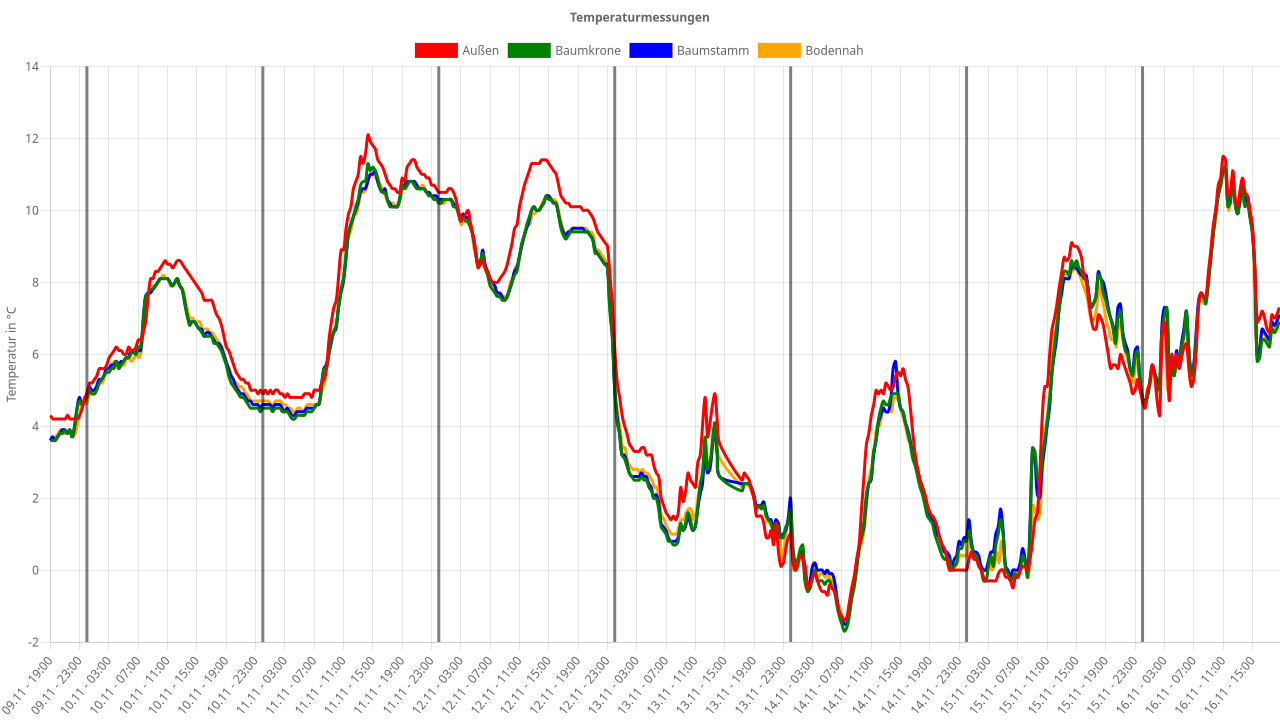 Temperaturmessungen
Außen Baumkrone Baumstamm Bodennah
Temperatur in °C
14
12
10
8
6
4
2
0
-2
09.11 - 19:00
09.11 - 23:00
10.11 - 03:00
10.11 - 07:00
10.11 - 11:00
10.11 - 15:00
10.11 - 19:00
10.11 - 23:00
11.11 - 03:00
11.11 - 07:00
11.11 - 11:00
11.11 - 15:00
11.11 - 19:00
11.11 - 23:00
12.11 - 03:00
12.11 - 07:00
12.11 - 11:00
12.11 - 15:00
12.11 - 19:00
12.11 - 23:00
13.11 - 03:00
13.11 - 07:00
13.11 - 11:00
13.11 - 15:00
13.11 - 19:00
13.11 - 23:00
14.11 - 03:00
14.11 - 07:00
14.11 - 11:00
14.11 - 15:00
14.11 - 19:00
14.11 - 23:00
15.11 - 03:00
15.11 - 07:00
15.11 - 11:00
15.11 - 15:00
15.11 - 19:00
15.11 - 23:00
16.11 - 03:00
16.11 - 07:00
16.11 - 11:00
16.11 - 15:00